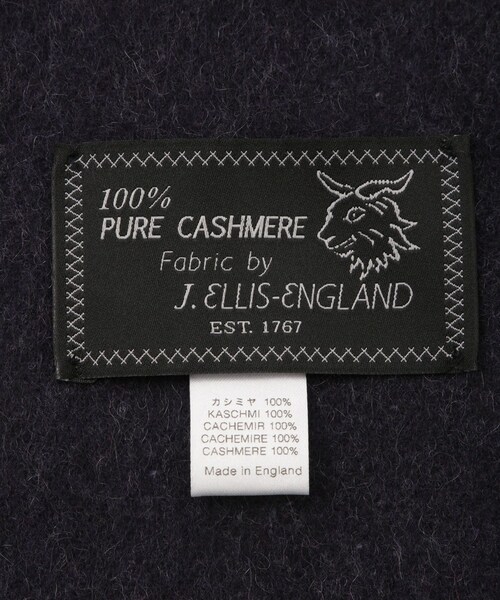 100%
PURE CASHMERE
Fabric by
J. ELLIS-ENGLAND
EST. 1767
カシミヤ 100%
KASCHMI 100%
CACHEMIR 100%
CACHEMIRE 100%
CASHMERE 100%
Made in England